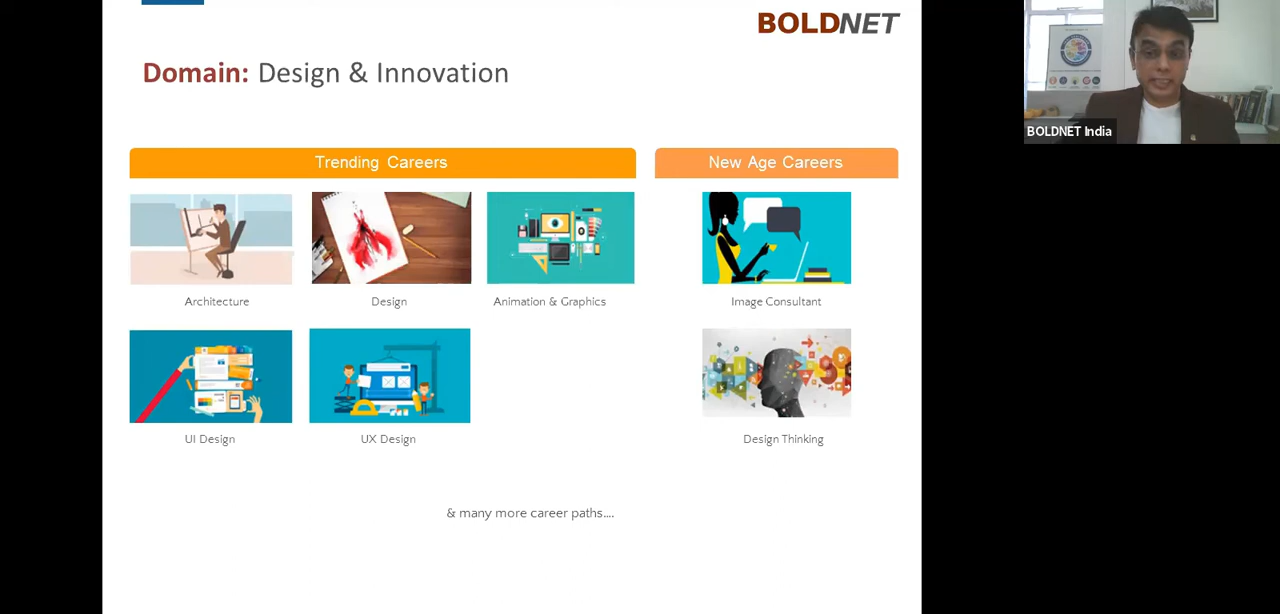 BOLDNET
Domain: Design & Innovation
Trending Careers
New Age Careers
Architecture
Design
Animation & Graphics
Image Consultant
UI Design
UX Design
Design Thinking
& many more career paths....
BOLDNET India